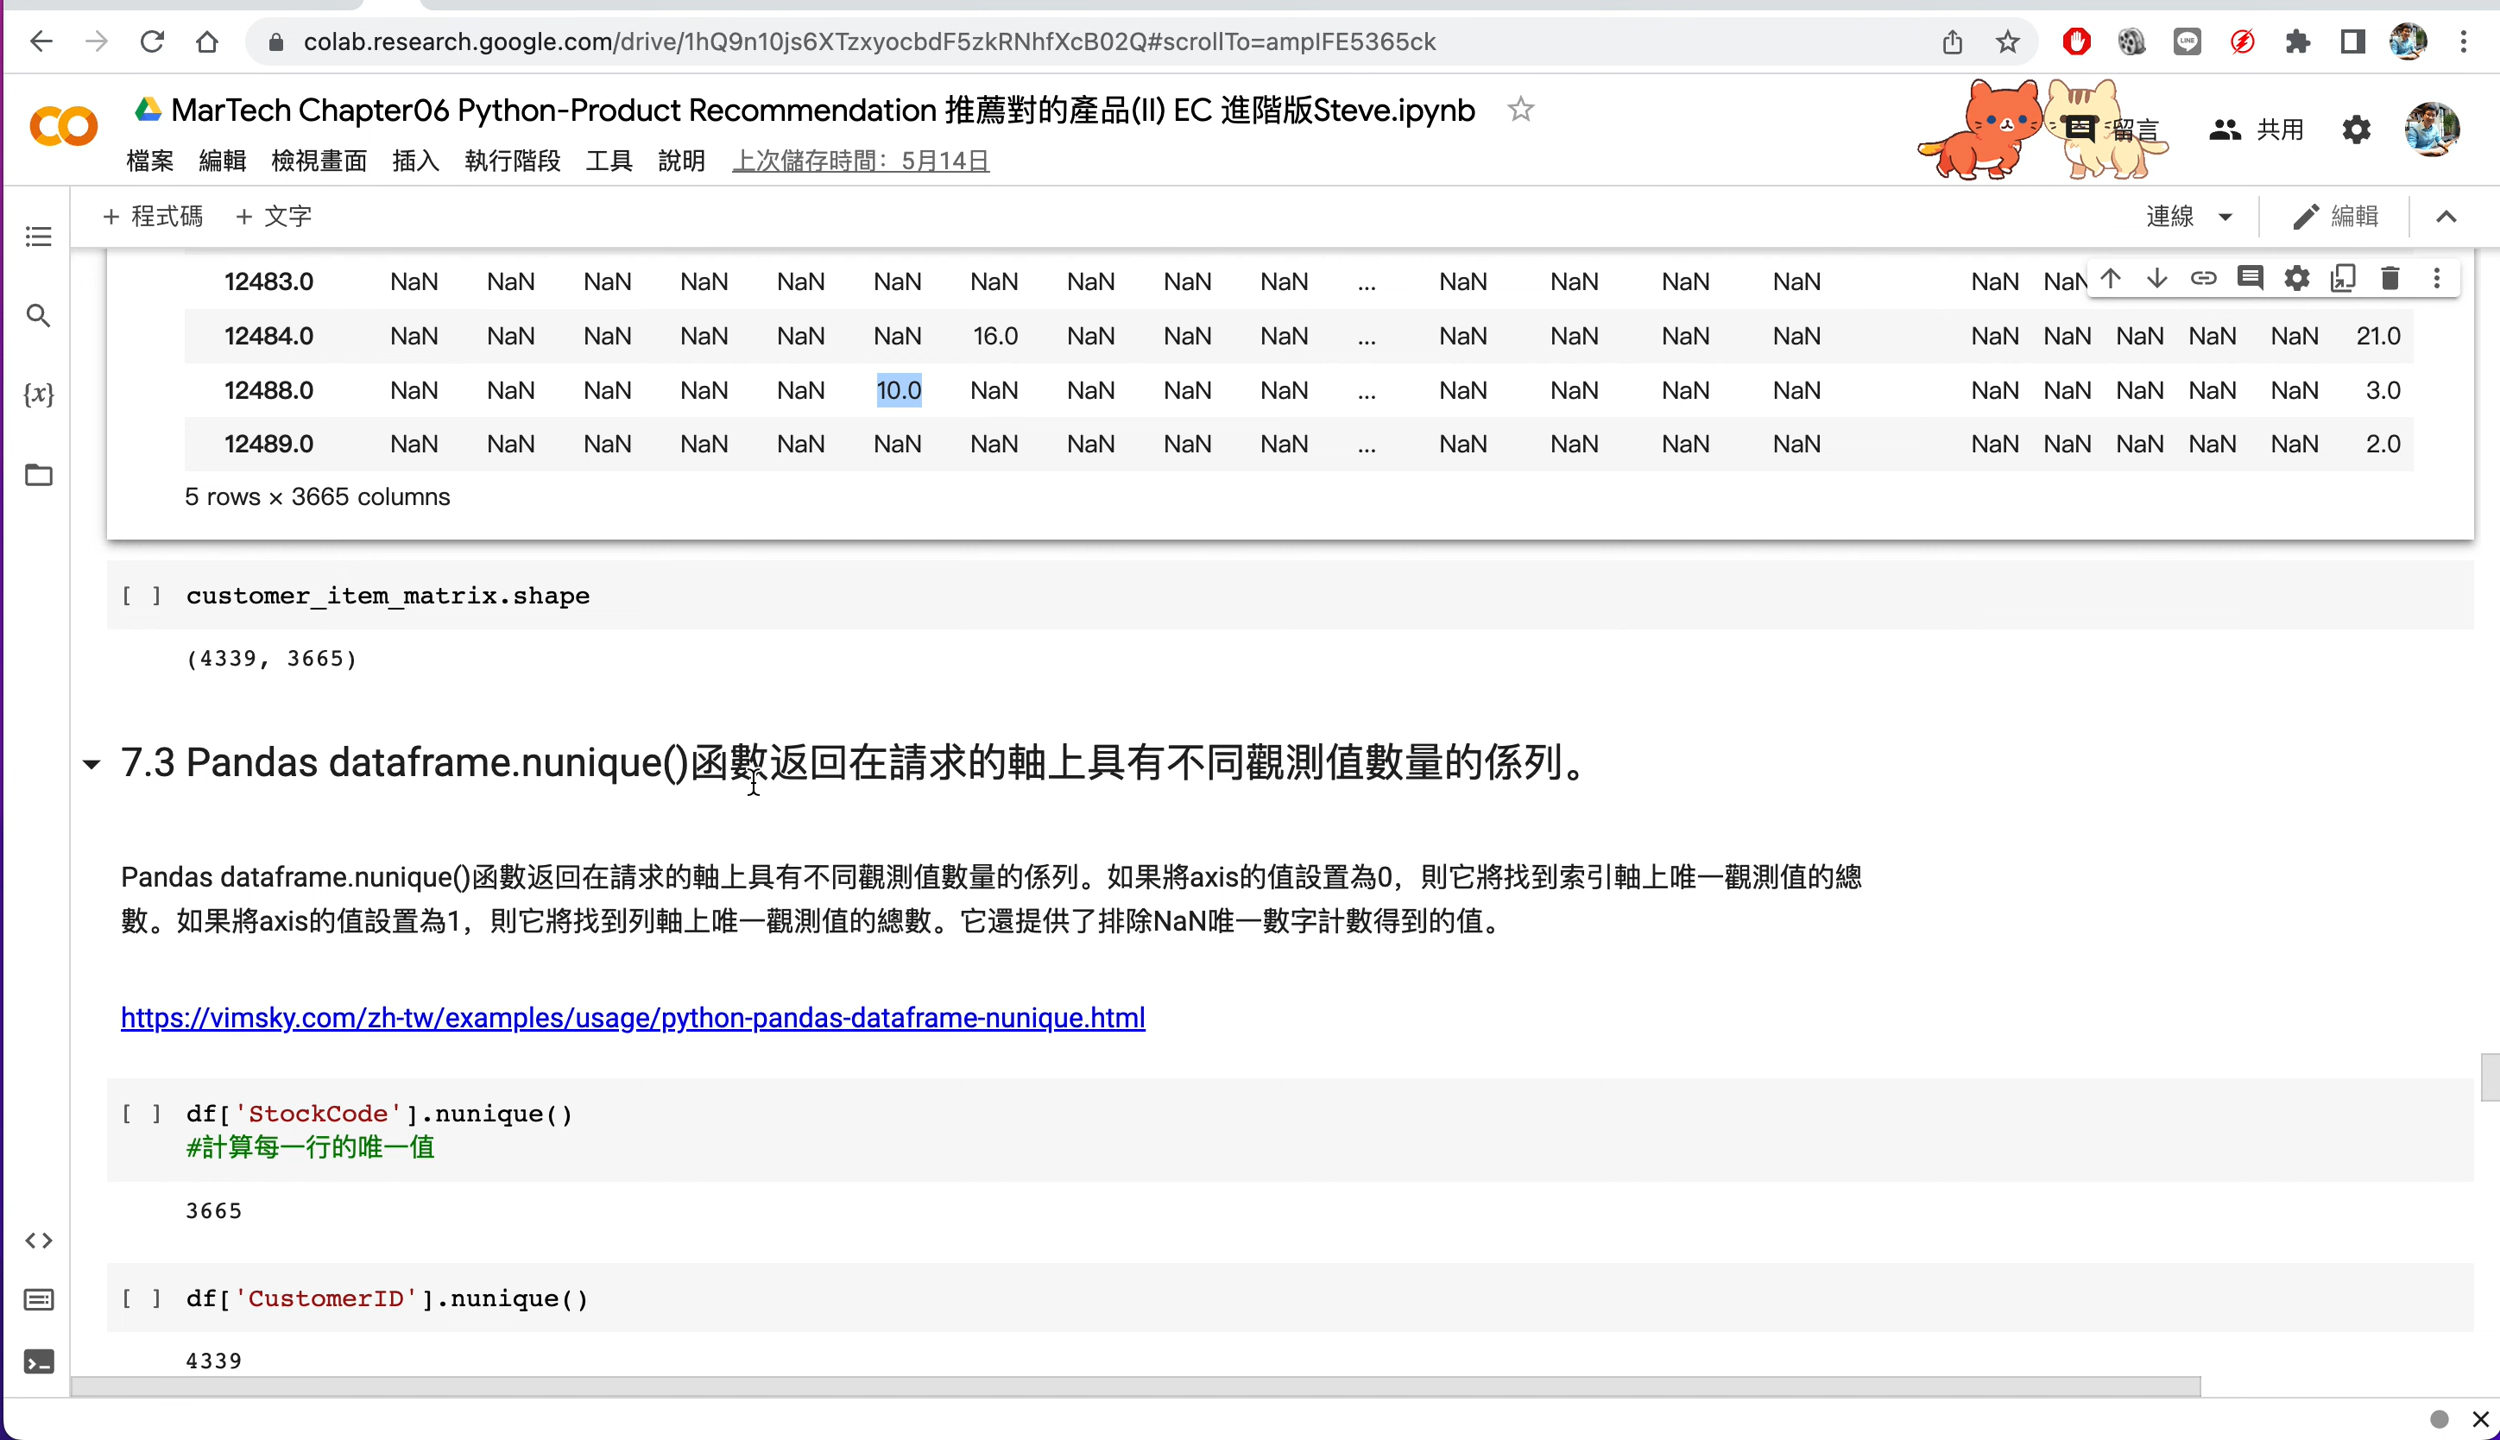 colab.research.google.com/drive/1hQ9n10js6XTzxyocbdF5zkRNhfXcB02Q#scrollTo=ampIFE5365ck
MarTech Chapter06 Python-Product Recommendation 推薦對的產品(II) EC 進階版Steve.ipynb
留言
共用
檔案 編輯 檢視畫面 插入 執行階段 工具 說明 上次儲存時間：5月14日
+ 程式碼 + 文字
連線
編輯
12483.0 NaN NaN NaN NaN NaN NaN NaN NaN NaN NaN ... NaN NaN NaN NaN NaN NaN
12484.0 NaN NaN NaN NaN NaN NaN 16.0 NaN NaN NaN ... NaN NaN NaN NaN NaN NaN NaN NaN NaN 21.0
12488.0 NaN NaN NaN NaN NaN 10.0 NaN NaN NaN NaN ... NaN NaN NaN NaN NaN NaN NaN NaN NaN 3.0
12489.0 NaN NaN NaN NaN NaN NaN NaN NaN NaN NaN ... NaN NaN NaN NaN NaN NaN NaN NaN NaN 2.0
5 rows × 3665 columns
[ ] customer_item_matrix.shape
(4339, 3665)
7.3 Pandas dataframe.nunique()函數返回在請求的軸上具有不同觀測值數量的係列。
Pandas dataframe.nunique()函數返回在請求的軸上具有不同觀測值數量的係列。如果將axis的值設置為0，則它將找到索引軸上唯一觀測值的總
數。如果將axis的值設置為1，則它將找到列軸上唯一觀測值的總數。它還提供了排除NaN唯一數字計數得到的值。
https://vimsky.com/zh-tw/examples/usage/python-pandas-dataframe-nunique.html
[ ] df['StockCode'].nunique()
#計算每一行的唯一值
3665
[ ] df['CustomerID'].nunique()
4339